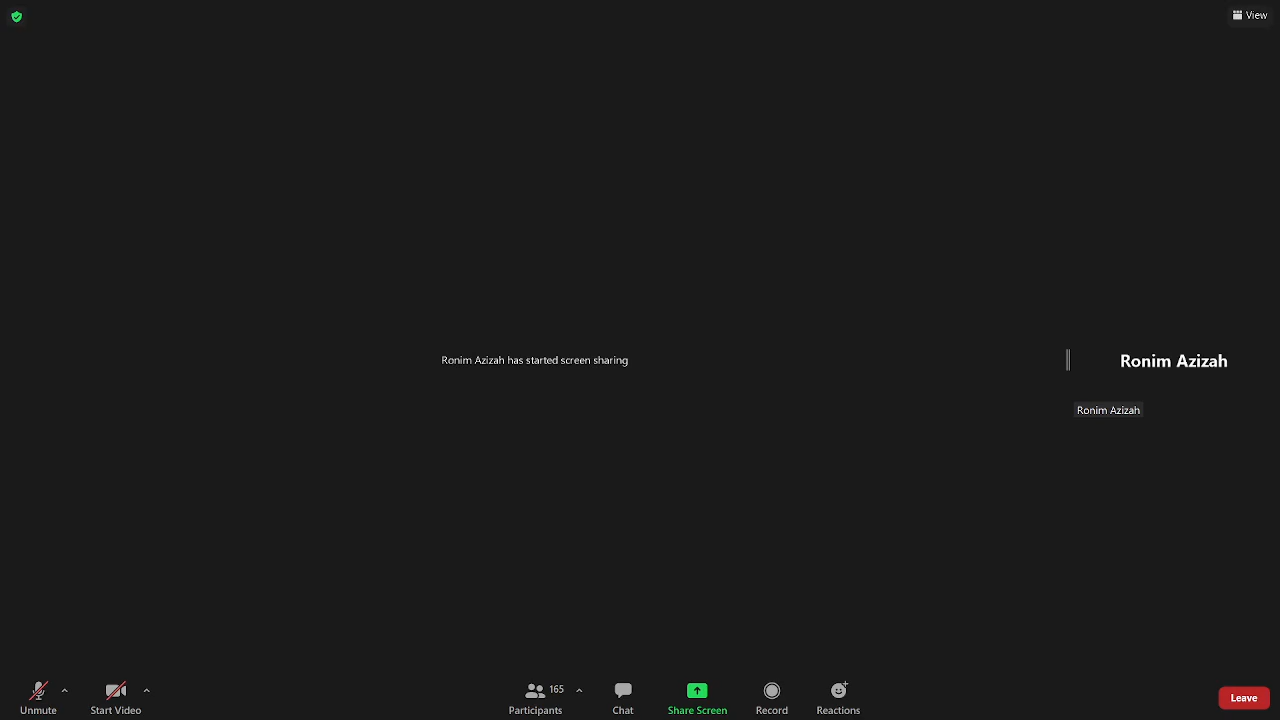 View
Ronim Azizah has started screen sharing
Ronim Azizah
Ronim Azizah
165
Unmute
Start Video
Participants
Chat
Share Screen
Record
Reactions
Leave